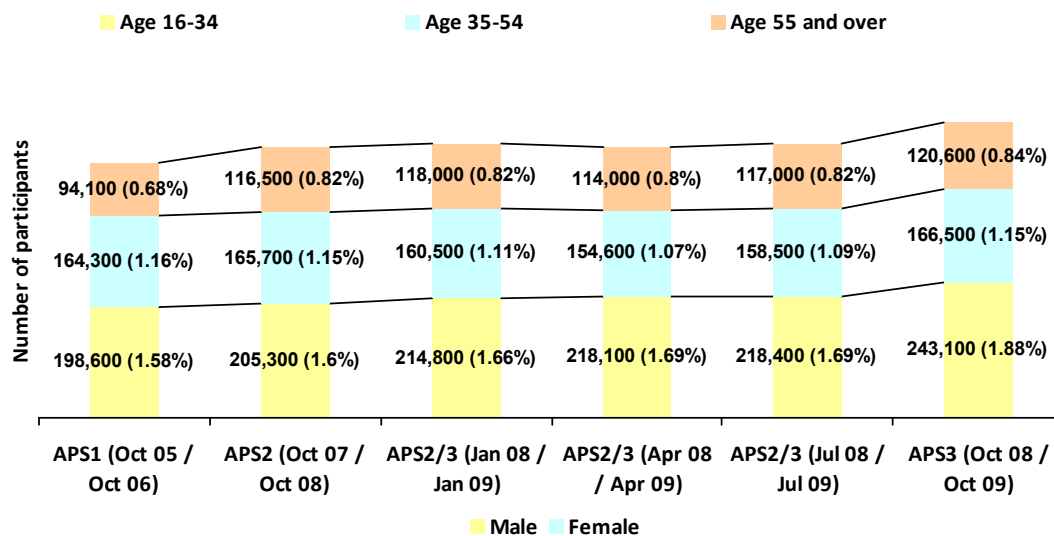 Age 16-34 Age 35-54 Age 55 and over
Number of participants
94,100 (0.68%) 116,500 (0.82%) 118,000 (0.82%) 114,000 (0.8%) 117,000 (0.82%) 120,600 (0.84%)
164,300 (1.16%) 165,700 (1.15%) 160,500 (1.11%) 154,600 (1.07%) 158,500 (1.09%) 166,500 (1.15%)
198,600 (1.58%) 205,300 (1.6%) 214,800 (1.66%) 218,100 (1.69%) 218,400 (1.69%) 243,100 (1.88%)
APS1 (Oct 05 /
Oct 06)
APS2 (Oct 07 /
Oct 08)
APS2/3 (Jan 08 /
Jan 09)
APS2/3 (Apr 08
/ Apr 09)
APS2/3 (Jul 08 /
Jul 09)
APS3 (Oct 08 /
Oct 09)
Male Female